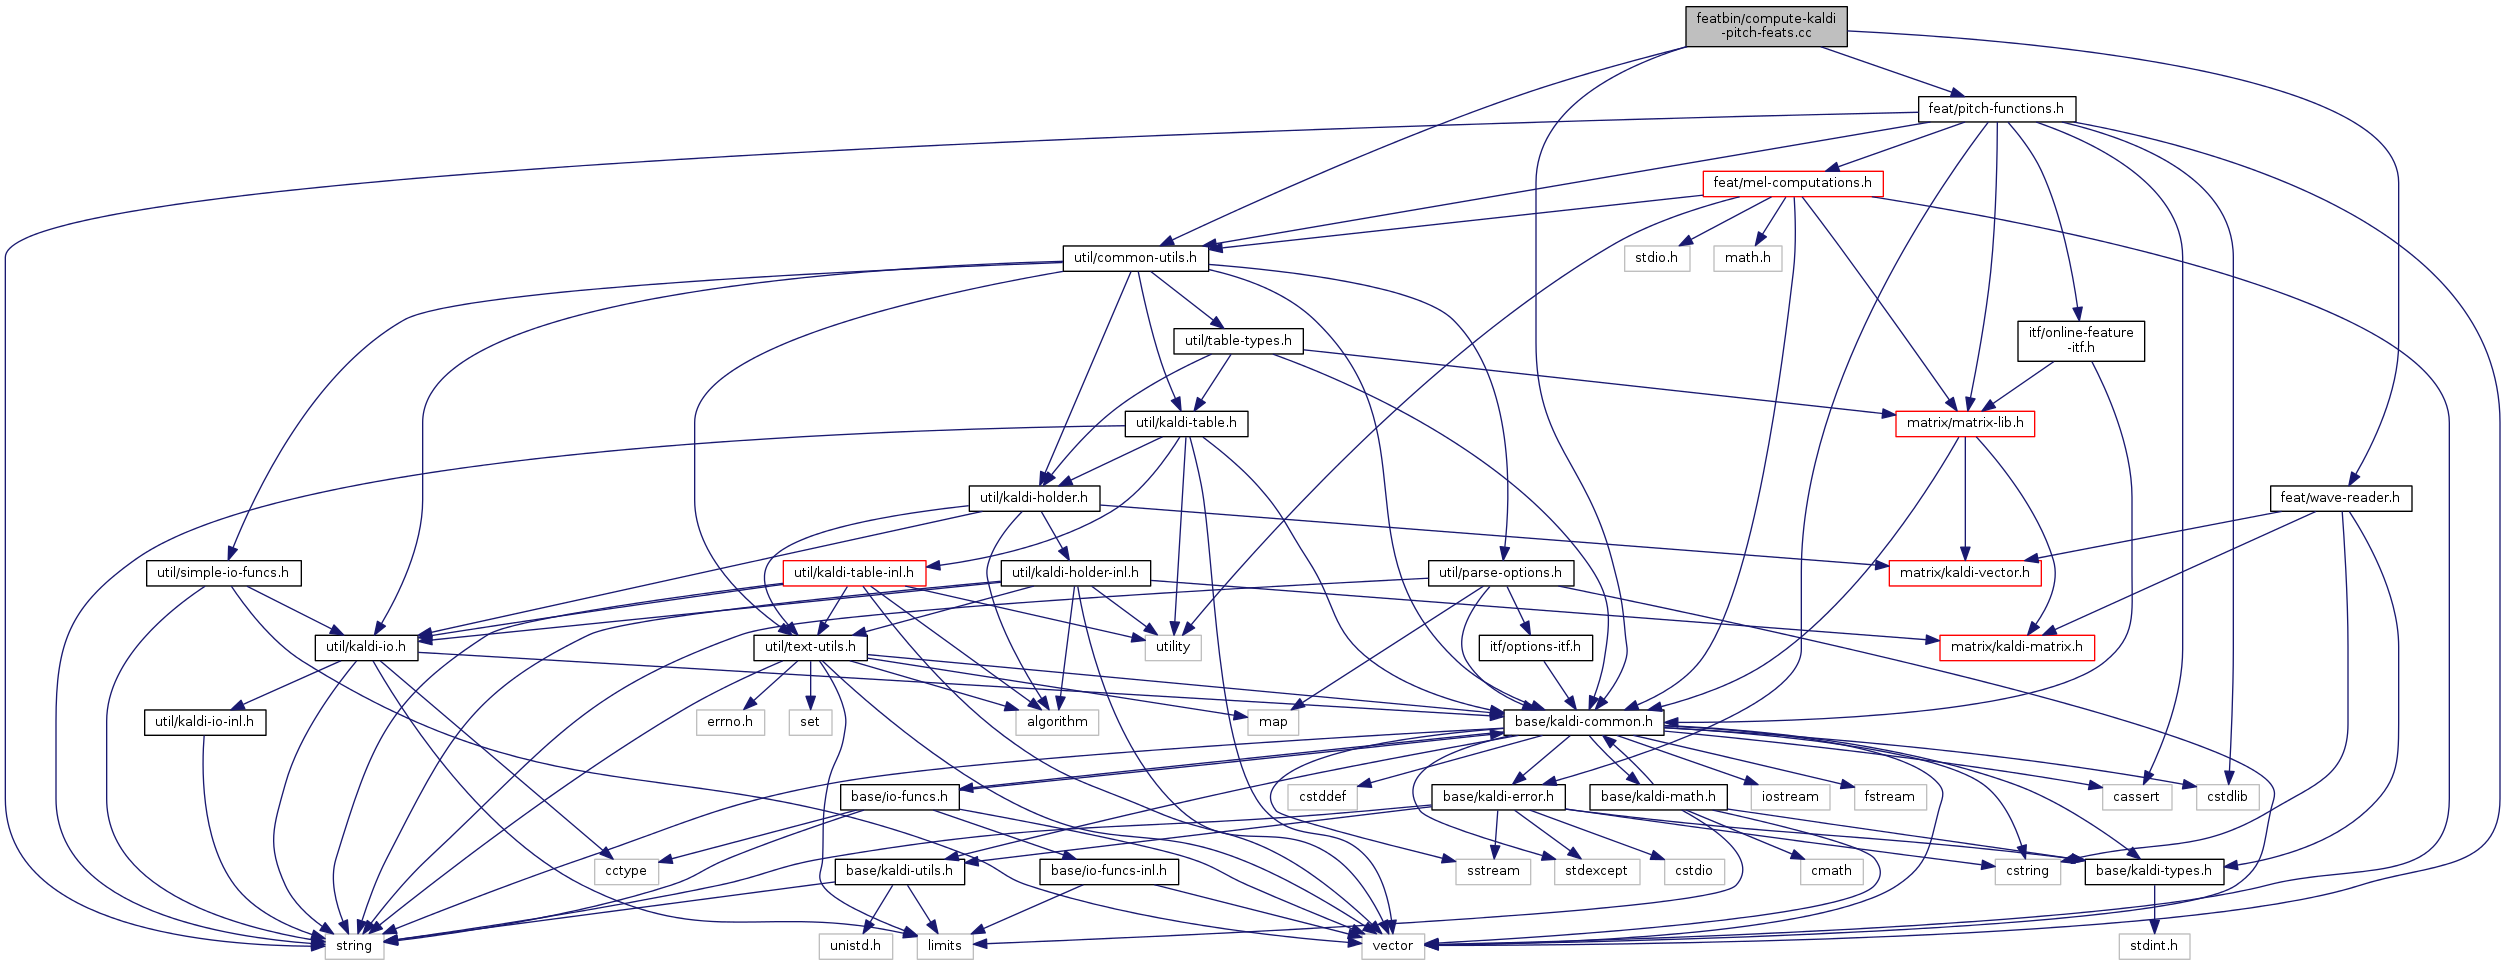 featbin/compute-kaldi
-pitch-feats.cc
feat/pitch-functions.h
feat/mel-computations.h
util/common-utils.h
stdio.h
math.h
util/table-types.h
itf/online-feature
-itf.h
util/kaldi-table.h
matrix/matrix-lib.h
util/kaldi-holder.h
feat/wave-reader.h
util/simple-io-funcs.h
util/kaldi-table-inl.h
util/kaldi-holder-inl.h
util/parse-options.h
matrix/kaldi-vector.h
util/kaldi-io.h
util/text-utils.h
utility
itf/options-itf.h
matrix/kaldi-matrix.h
util/kaldi-io-inl.h
errno.h
set
algorithm
map
base/kaldi-common.h
base/io-funcs.h
cstddef
base/kaldi-error.h
base/kaldi-math.h
iostream
fstream
cassert
cstdlib
cctype
base/kaldi-utils.h
base/io-funcs-inl.h
sstream
stdexcept
cstdio
cmath
cstring
base/kaldi-types.h
string
unistd.h
limits
vector
stdint.h